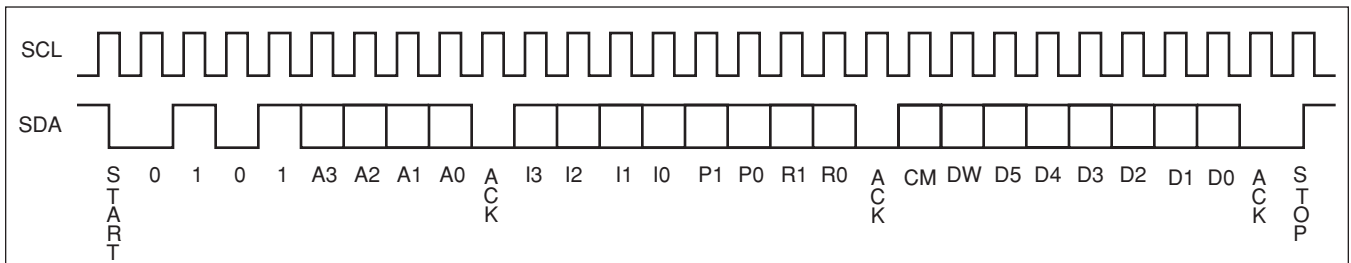 SCL
SDA
START 0 1 0 1 A3 A2 A1 A0 ACK I3 I2 I1 I0 P1 P0 R1 R0 ACK CM DW D5 D4 D3 D2 D1 D0 ACK STOP